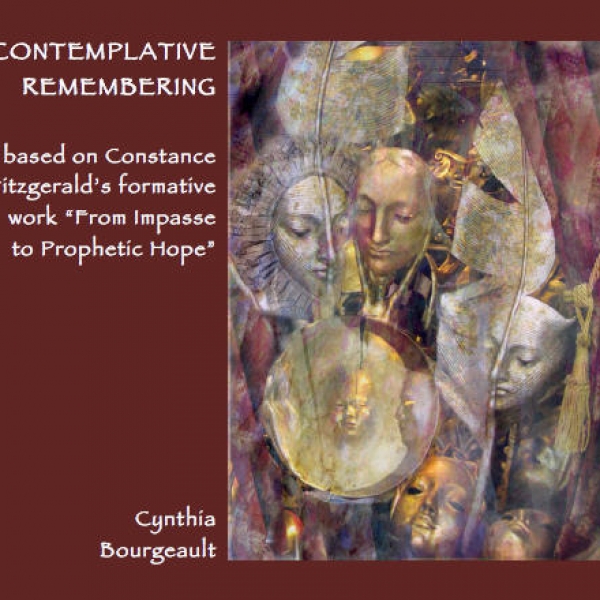 CONTEMPLATIVE
REMEMBERING
based on Constance
itzgerald's formative
work "From Impasse
to Prophetic Hope"
Cynthia
Bourgeault